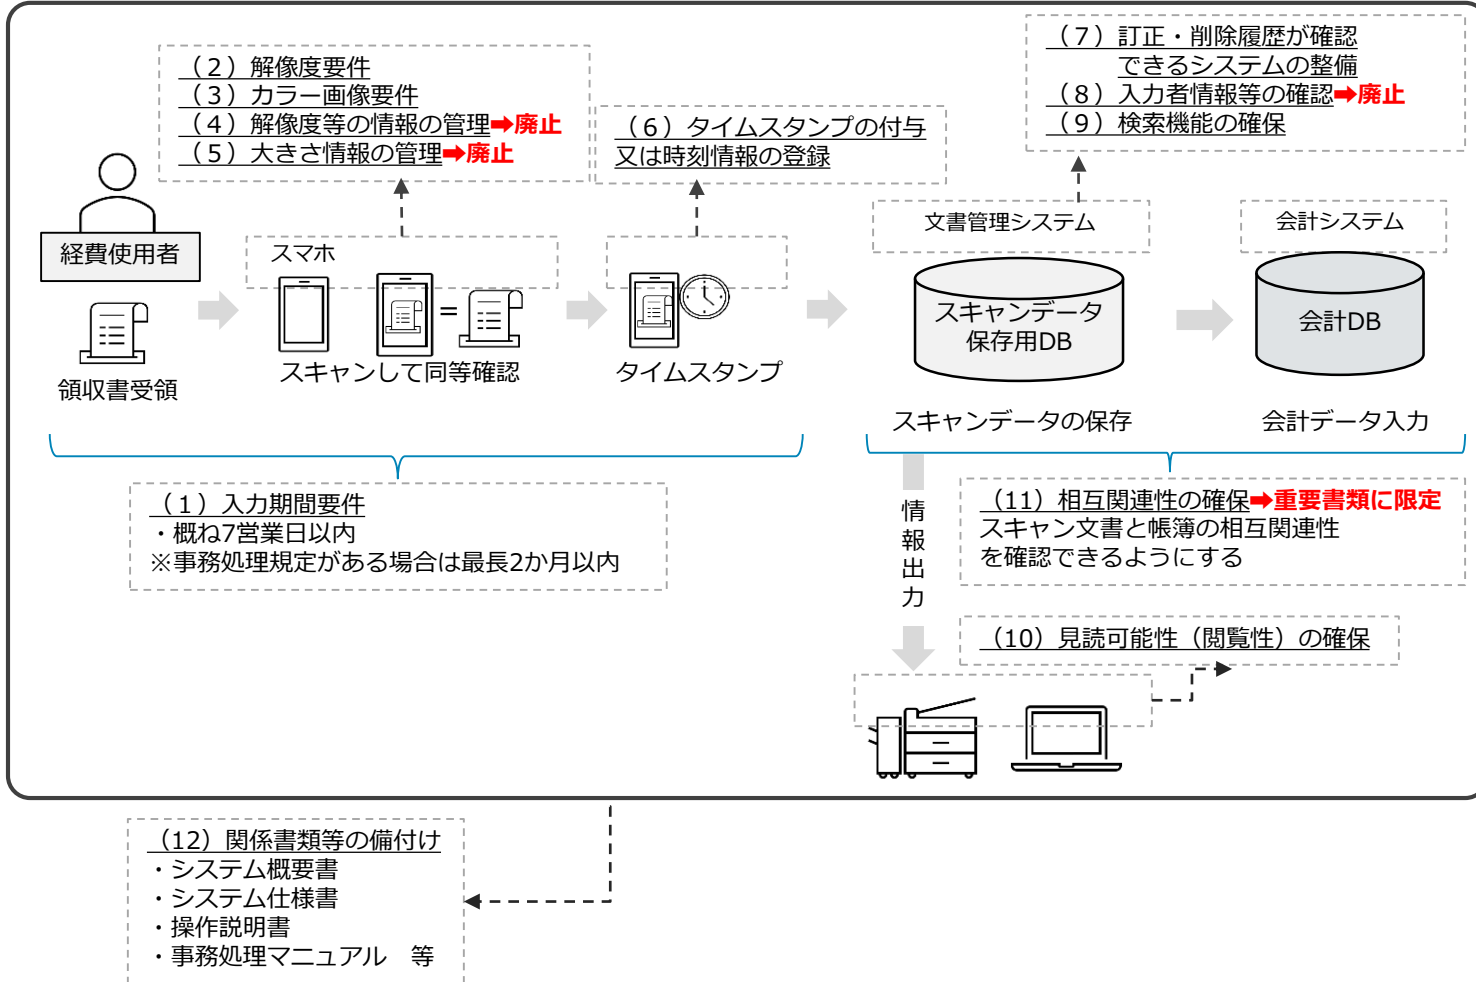 （2）解像度要件
（3）カラー画像要件
（4）解像度等の情報の管理➡廃止
（5）大きさ情報の管理➡廃止
（6）タイムスタンプの付与
又は時刻情報の登録
（7）訂正・削除履歴が確認
できるシステムの整備
（8）入力者情報等の確認➡廃止
（9）検索機能の確保
経費使用者
スマホ
文書管理システム
会計システム
=
スキャンデータ
保存用DB
会計DB
領収書受領
スキャンして同等確認
タイムスタンプ
スキャンデータの保存
会計データ入力
（1）入力期間要件
・概ね7営業日以内
※事務処理規定がある場合は最長2か月以内
情報出力
（11）相互関連性の確保➡重要書類に限定
スキャン文書と帳簿の相互関連性
を確認できるようにする
（10）見読可能性（閲覧性）の確保
（12）関係書類等の備付け
・システム概要書
・システム仕様書
・操作説明書
・事務処理マニュアル　等